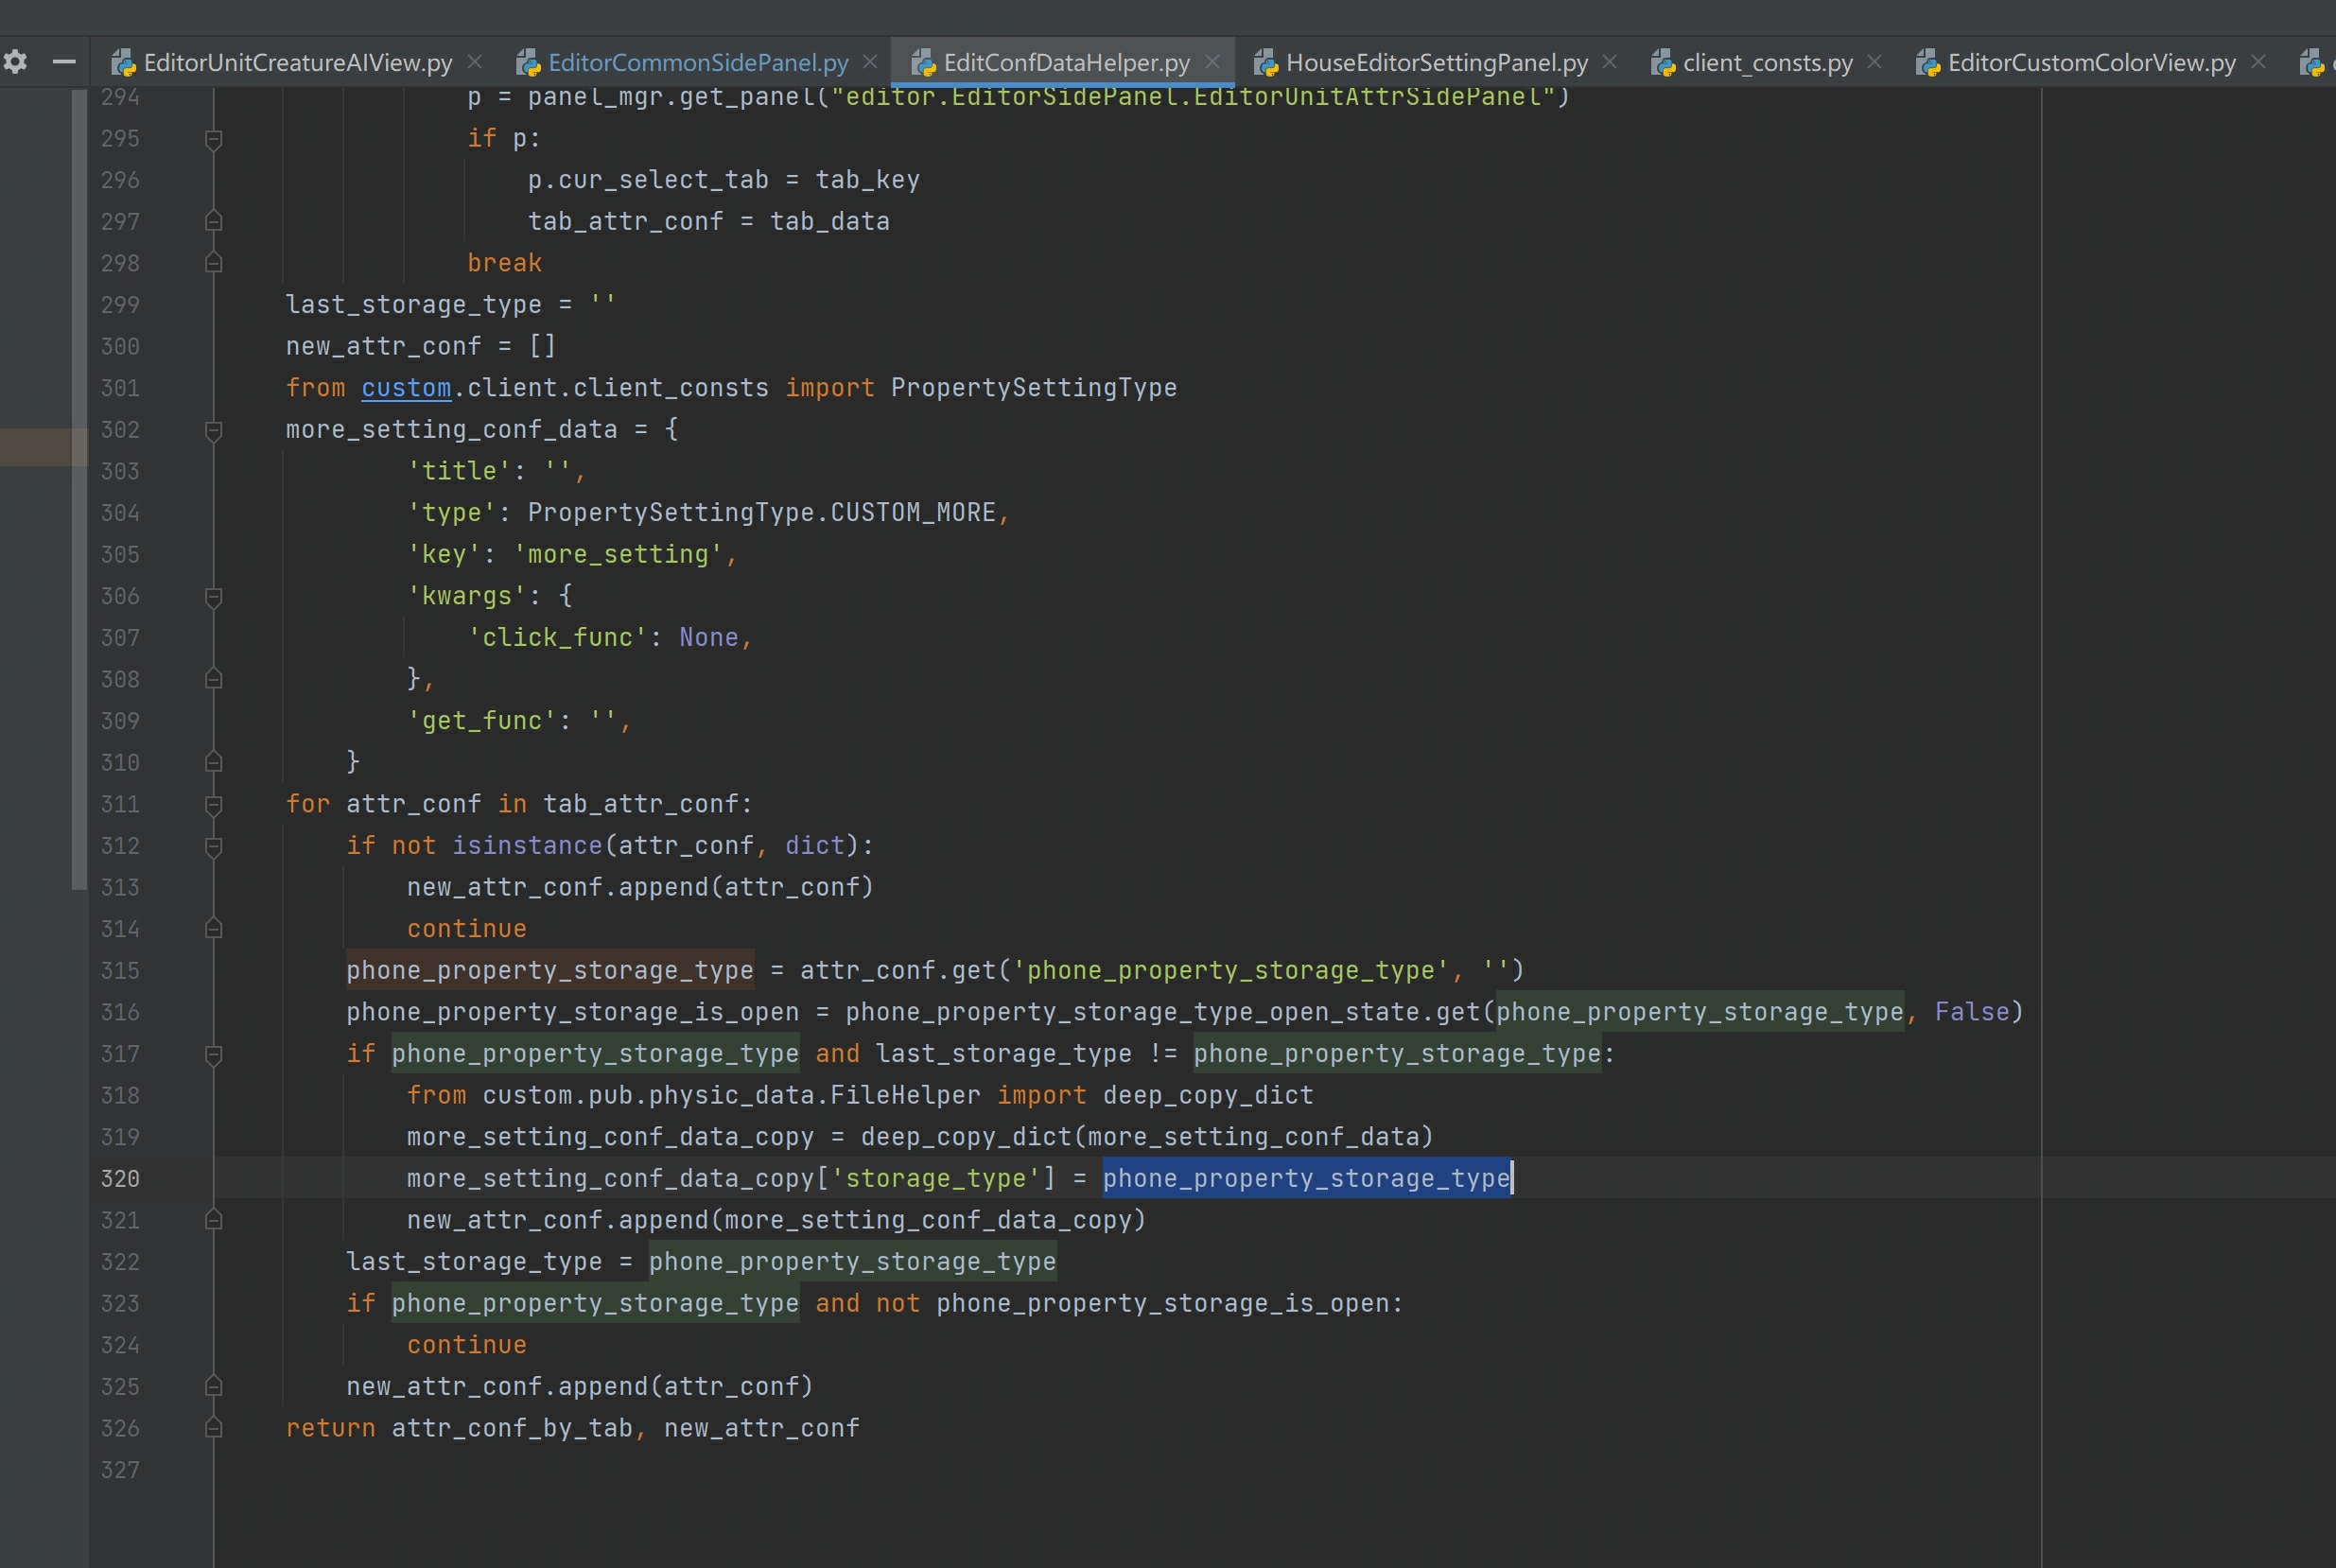 EditorUnitCreatureAIView.py EditorCommonSidePanel.py EditConfDataHelper.py HouseEditorSettingPanel.py client_consts.py EditorCustomColorView.py
294 p = panel_mgr.get_panel("editor.EditorSidePanel.EditorUnitAttrSidePanel")
295 if p:
296 p.cur_select_tab = tab_key
297 tab_attr_conf = tab_data
298 break
299 last_storage_type = ''
300 new_attr_conf = []
301 from custom.client.client_consts import PropertySettingType
302 more_setting_conf_data = {
303 'title': '',
304 'type': PropertySettingType.CUSTOM_MORE,
305 'key': 'more_setting',
306 'kwargs': {
307 'click_func': None,
308 },
309 'get_func': '',
310 }
311 for attr_conf in tab_attr_conf:
312 if not isinstance(attr_conf, dict):
313 new_attr_conf.append(attr_conf)
314 continue
315 phone_property_storage_type = attr_conf.get('phone_property_storage_type', '')
316 phone_property_storage_is_open = phone_property_storage_type_open_state.get(phone_property_storage_type, False)
317 if phone_property_storage_type and last_storage_type != phone_property_storage_type:
318 from custom.pub.physic_data.FileHelper import deep_copy_dict
319 more_setting_conf_data_copy = deep_copy_dict(more_setting_conf_data)
320 more_setting_conf_data_copy['storage_type'] = phone_property_storage_type
321 new_attr_conf.append(more_setting_conf_data_copy)
322 last_storage_type = phone_property_storage_type
323 if phone_property_storage_type and not phone_property_storage_is_open:
324 continue
325 new_attr_conf.append(attr_conf)
326 return attr_conf_by_tab, new_attr_conf
327